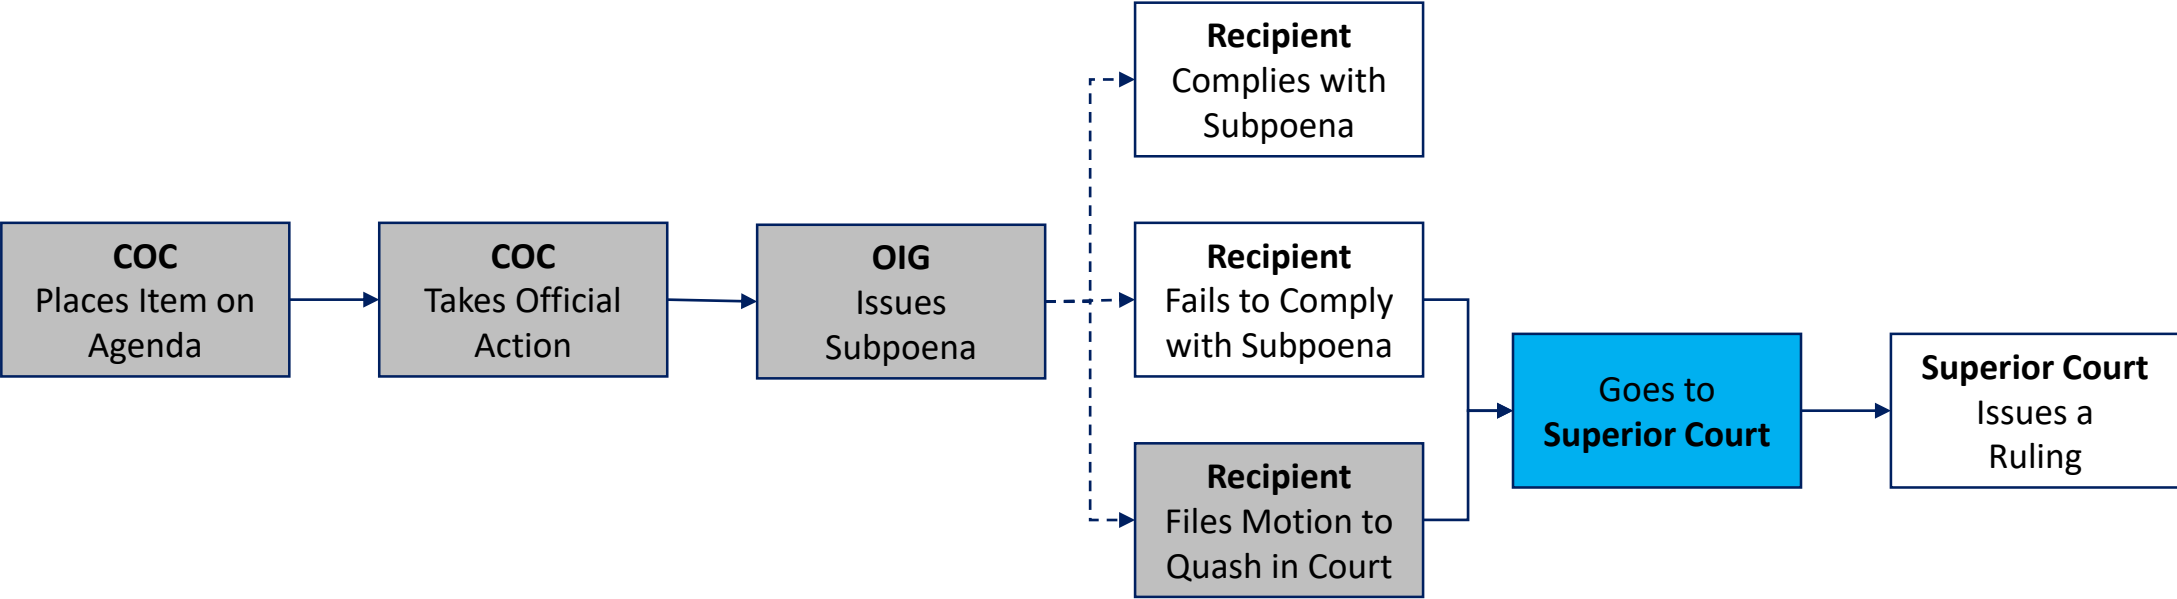 COC
Places Item on
Agenda
COC
Takes Official
Action
OIG
Issues
Subpoena
Recipient
Complies with
Subpoena
Recipient
Fails to Comply
with Subpoena
Recipient
Files Motion to
Quash in Court
Goes to
Superior Court
Superior Court
Issues a
Ruling